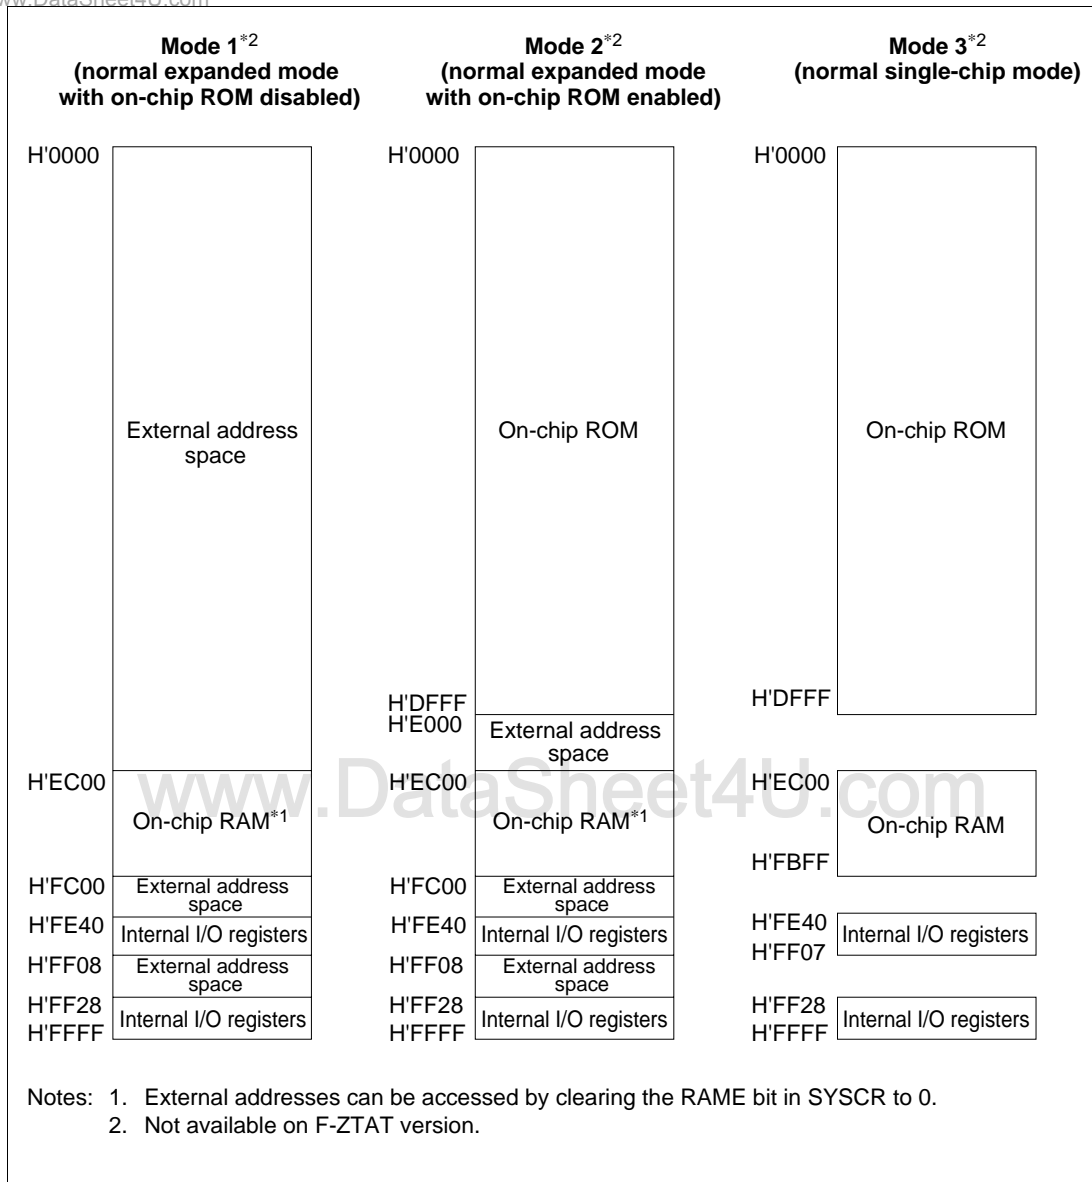 www.DataSheet4U.com
Mode 1*2
(normal expanded mode
with on-chip ROM disabled)
Mode 2*2
(normal expanded mode
with on-chip ROM enabled)
Mode 3*2
(normal single-chip mode)
H'0000
External address
space
H'EC00
On-chip RAM*1
H'FC00
External address
space
H'FE40
Internal I/O registers
H'FF08
External address
space
H'FF28
Internal I/O registers
H'FFFF
H'0000
On-chip ROM
H'DFFF
H'E000
External address
space
H'EC00
On-chip RAM*1
H'FC00
External address
space
H'FE40
Internal I/O registers
H'FF08
External address
space
H'FF28
Internal I/O registers
H'FFFF
H'0000
On-chip ROM
H'DFFF
H'EC00
On-chip RAM
H'FBFF
H'FE40
Internal I/O registers
H'FF07
H'FF28
Internal I/O registers
H'FFFF
www.DataSheet4U.com
Notes: 1. External addresses can be accessed by clearing the RAME bit in SYSCR to 0.
2. Not available on F-ZTAT version.